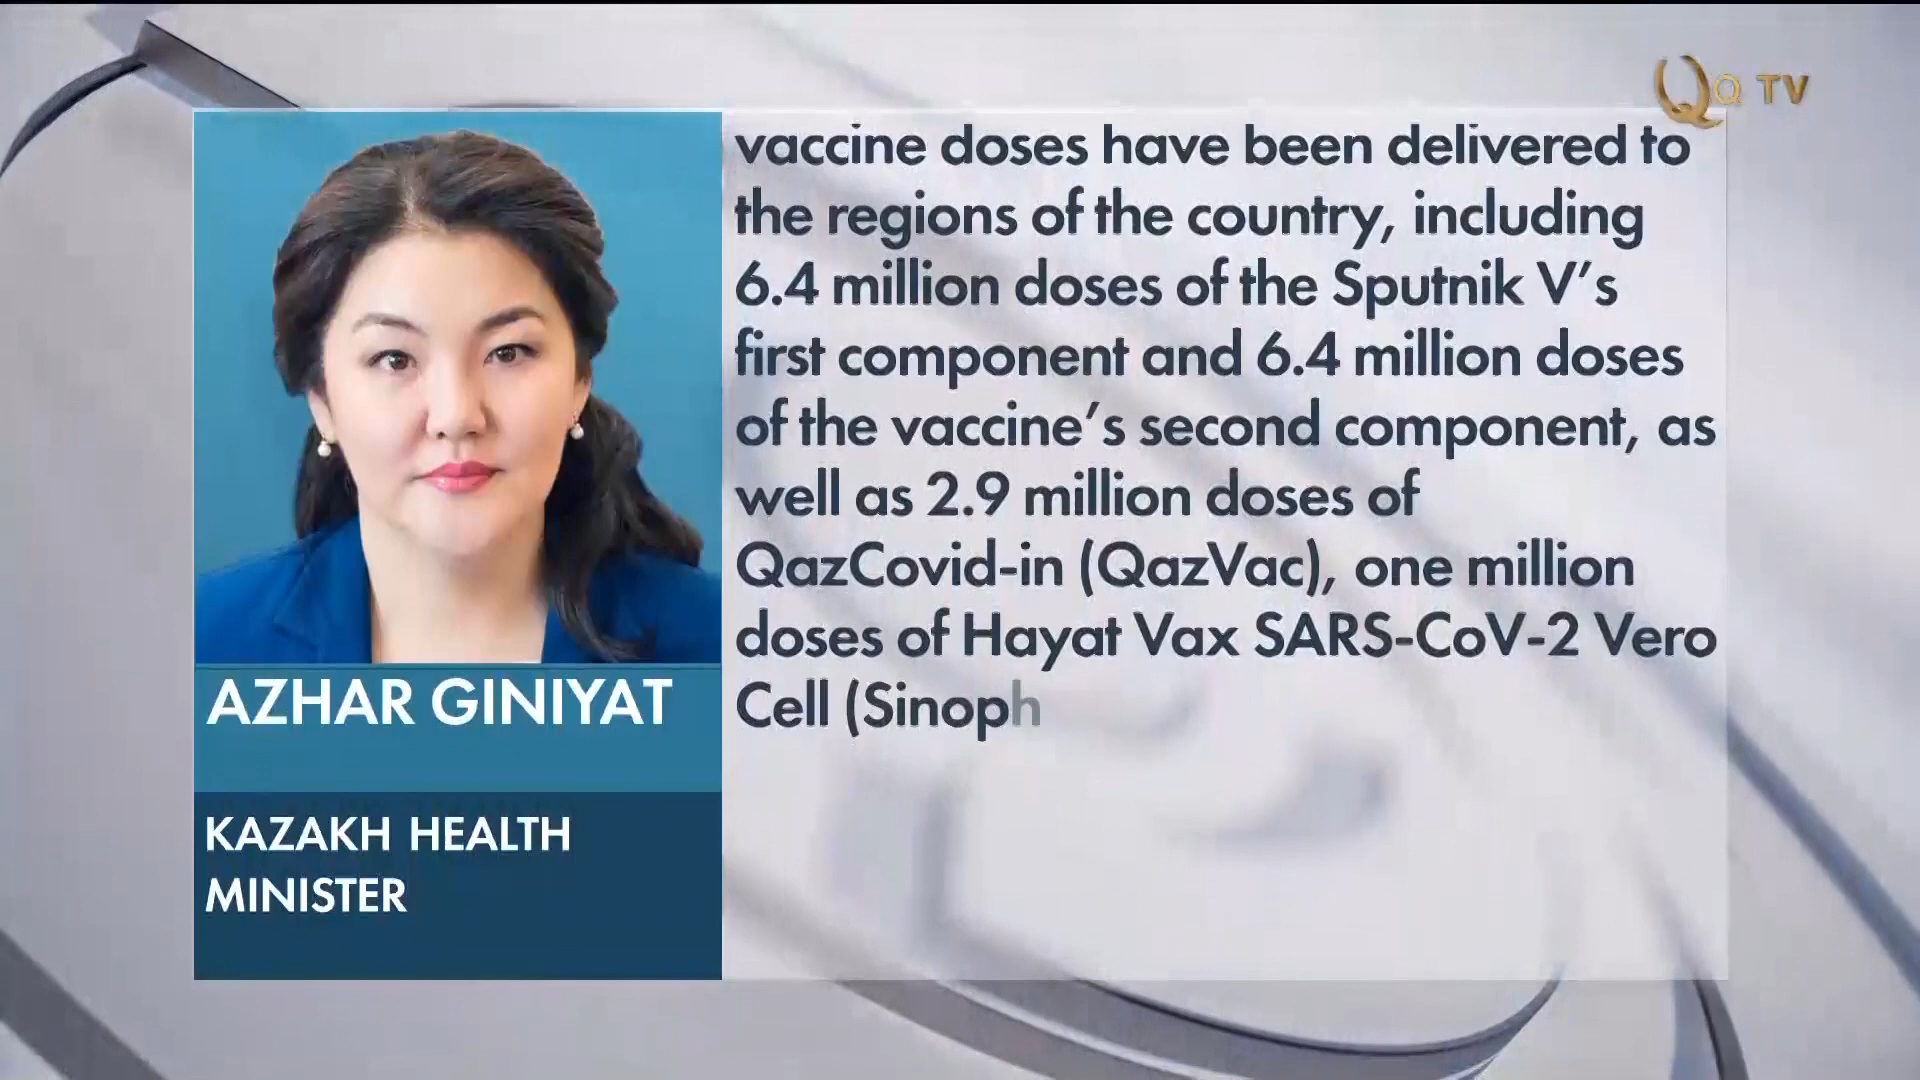 QQ TV
vaccine doses have been delivered to
the regions of the country, including
6.4 million doses of the Sputnik V’s
first component and 6.4 million doses
of the vaccine’s second component, as
well as 2.9 million doses of
QazCovid-in (QazVac), one million
doses of Hayat Vax SARS-CoV-2 Vero
Cell (Sinoph
AZHAR GINIYAT
KAZAKH HEALTH
MINISTER